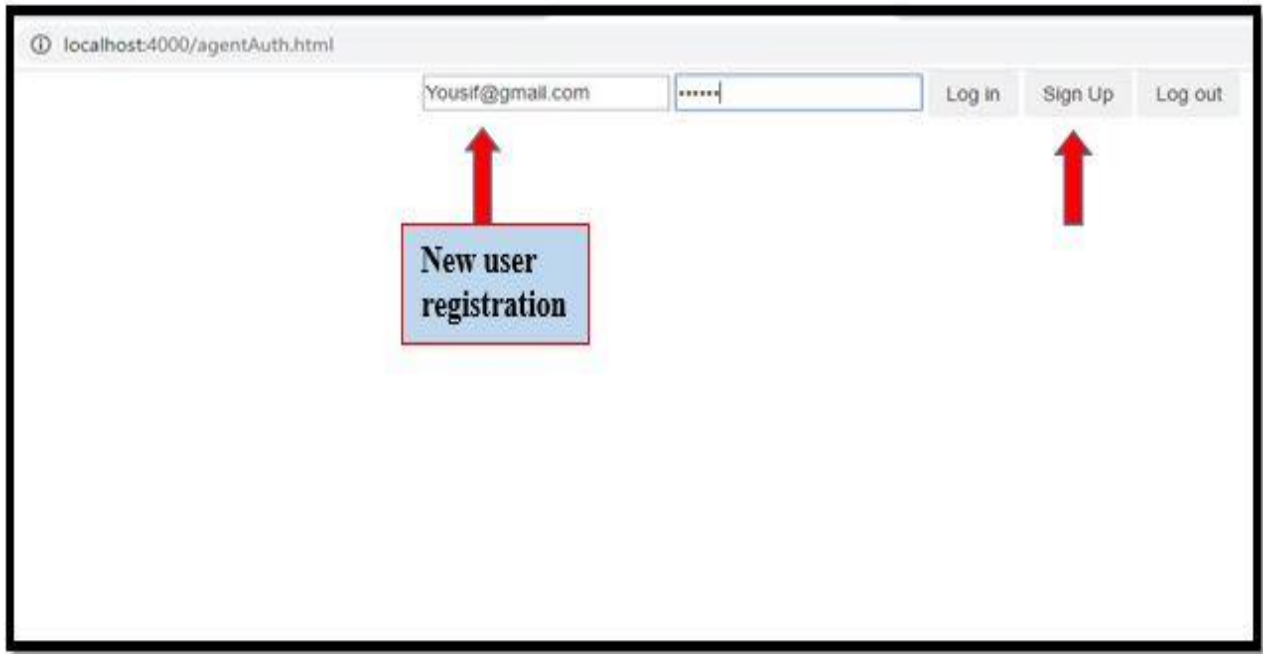 localhost:4000/agentAuth.html
Yousif@gmail.com •••••• Log in Sign Up Log out
New user
registration